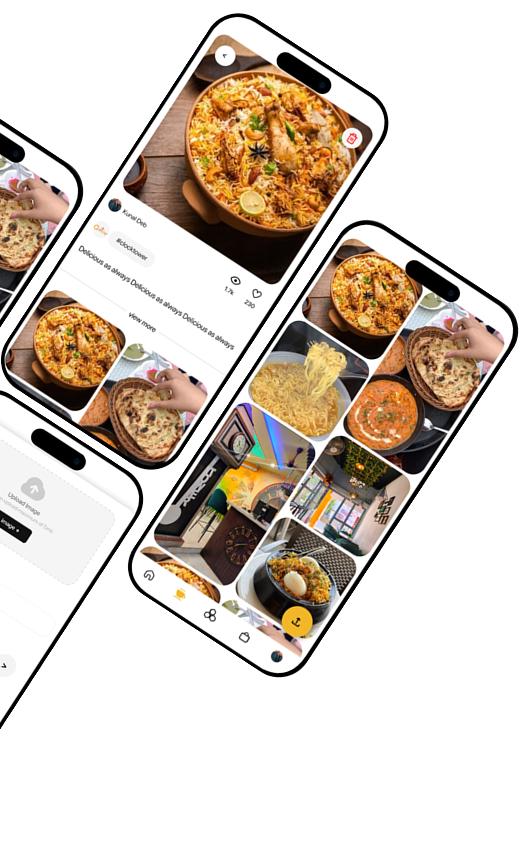 Kunal Deb
#clocktower
1.7k
230
Delicious as always Delicious as always Delicious as always
view more
Upload Image
Image +